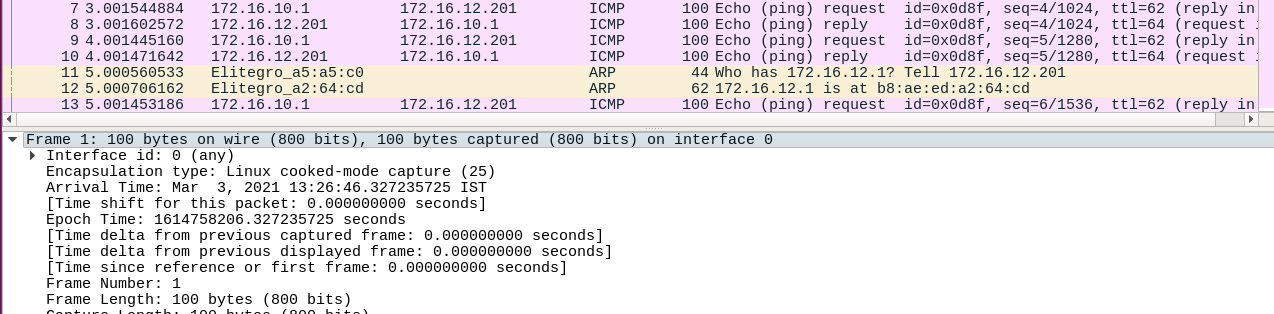 7 3.001544884 172.16.10.1 172.16.12.201 ICMP 100 Echo (ping) request id=0x0d8f, seq=4/1024, ttl=62 (reply in
8 3.001602572 172.16.12.201 172.16.10.1 ICMP 100 Echo (ping) reply id=0x0d8f, seq=4/1024, ttl=64 (request
9 4.001445160 172.16.10.1 172.16.12.201 ICMP 100 Echo (ping) request id=0x0d8f, seq=5/1280, ttl=62 (reply in
10 4.001471642 172.16.12.201 172.16.10.1 ICMP 100 Echo (ping) reply id=0x0d8f, seq=5/1280, ttl=64 (request
11 5.000560533 Elitegro_a5:a5:c0 ARP 44 Who has 172.16.12.1? Tell 172.16.12.201
12 5.000706162 Elitegro_a2:64:cd ARP 62 172.16.12.1 is at b8:ae:ed:a2:64:cd
13 5.001453186 172.16.10.1 172.16.12.201 ICMP 100 Echo (ping) request id=0x0d8f, seq=6/1536, ttl=62 (reply in
Frame 1: 100 bytes on wire (800 bits), 100 bytes captured (800 bits) on interface 0
Interface id: 0 (any)
Encapsulation type: Linux cooked-mode capture (25)
Arrival Time: Mar  3, 2021 13:26:46.327235725 IST
[Time shift for this packet: 0.000000000 seconds]
Epoch Time: 1614758206.327235725 seconds
[Time delta from previous captured frame: 0.000000000 seconds]
[Time delta from previous displayed frame: 0.000000000 seconds]
[Time since reference or first frame: 0.000000000 seconds]
Frame Number: 1
Frame Length: 100 bytes (800 bits)
Capture Length: 100 bytes (800 bits)